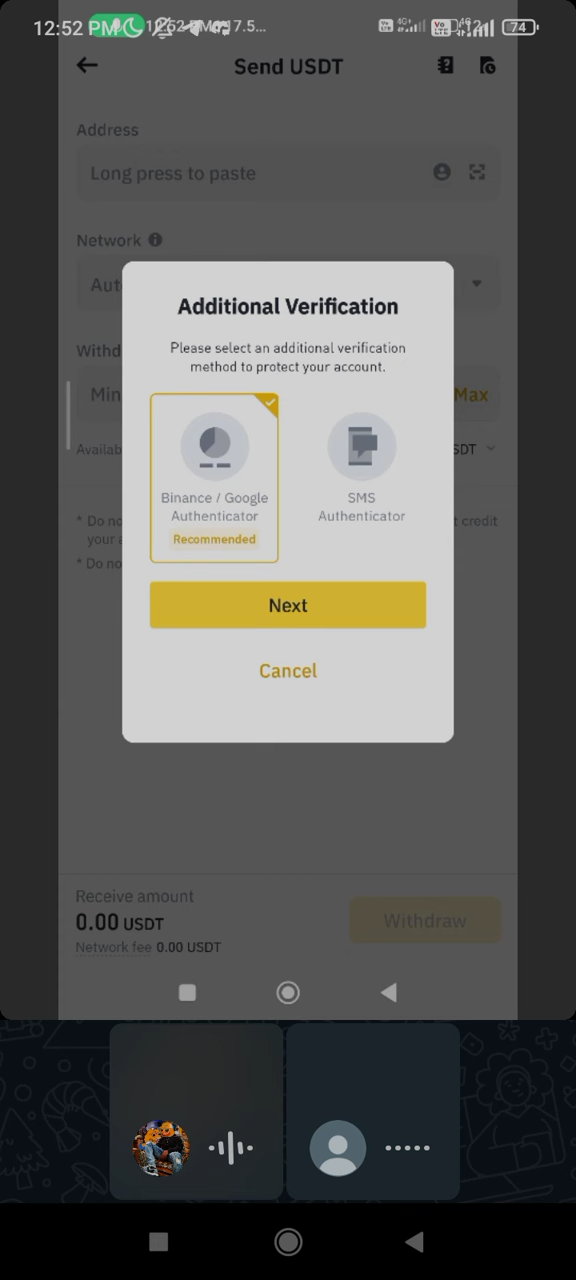 12:52 PM
74
Send USDT
Address
Long press to paste
Network
Additional Verification
Please select an additional verification
method to protect your account.
Max
Binance / Google
Authenticator
Recommended
SMS
Authenticator
Next
Cancel
Receive amount
0.00 USDT
Network fee 0.00 USDT
Withdraw